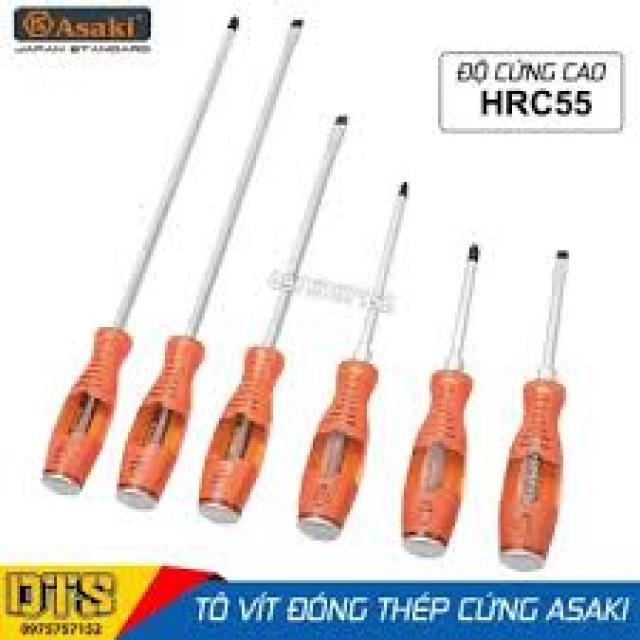 Asaki
JAPAN STANDARD
ĐỘ CỨNG CAO
HRC55
DTS
0975757152
TÔ VÍT ĐÓNG THÉP CỨNG ASAKI